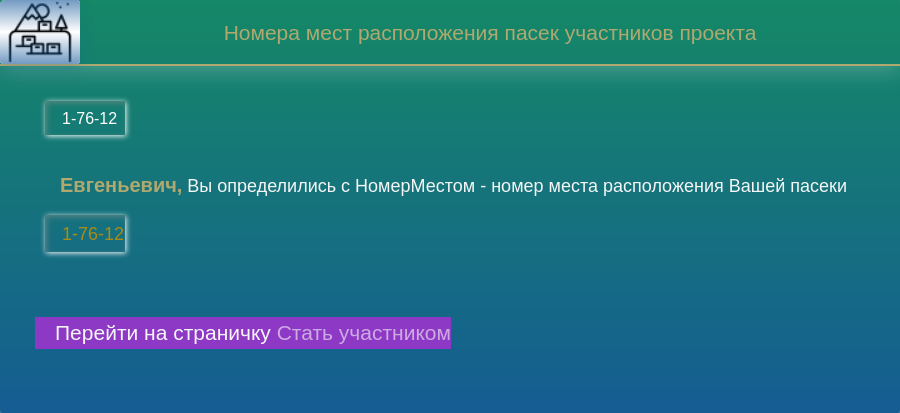 Номера мест расположения пасек участников проекта
1-76-12
Евгеньевич, Вы определились с НомерМестом - номер места расположения Вашей пасеки
1-76-12
Перейти на страничку Стать участником